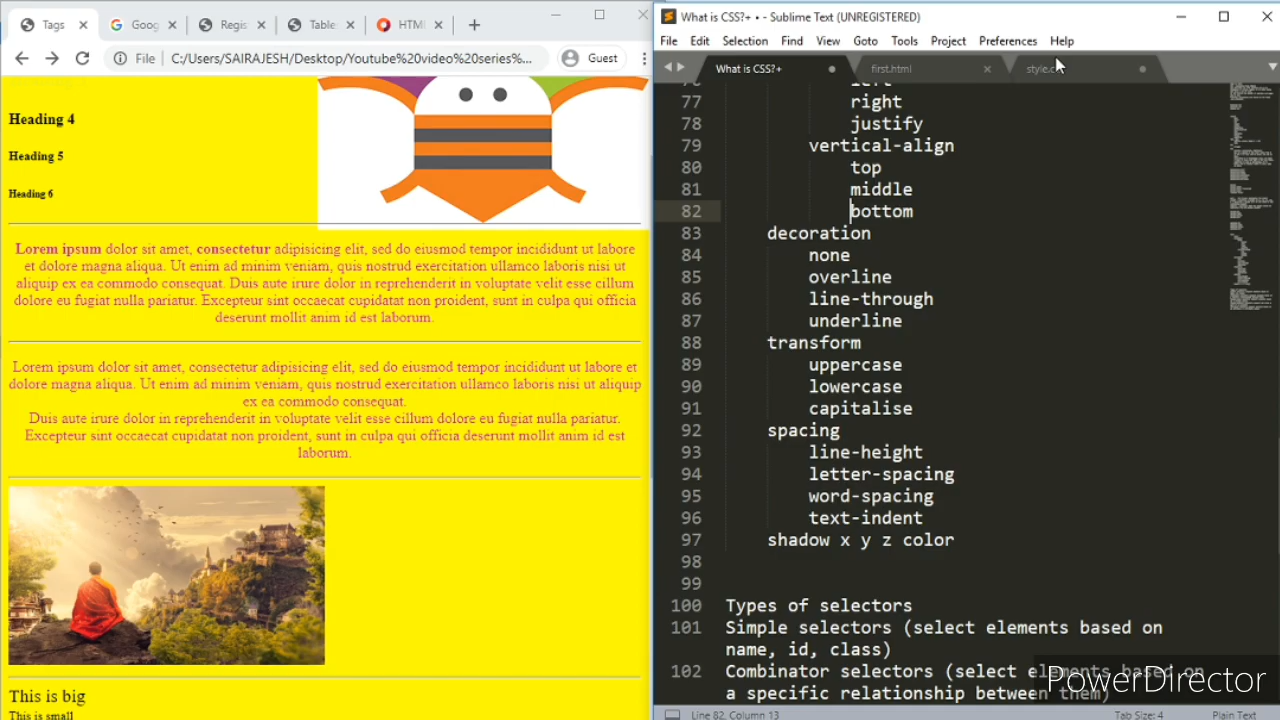 Tags
Goog
Regis
Table
HTMl
File C:/Users/SAIRAJESH/Desktop/Youtube%20video%20series%... Guest
Heading 4
Heading 5
Heading 6
Lorem ipsum dolor sit amet, consectetur adipisicing elit, sed do eiusmod tempor incididunt ut labore
et dolore magna aliqua. Ut enim ad minim veniam, quis nostrud exercitation ullamco laboris nisi ut
aliquip ex ea commodo consequat. Duis aute irure dolor in reprehenderit in voluptate velit esse cillum
dolore eu fugiat nulla pariatur. Excepteur sint occaecat cupidatat non proident, sunt in culpa qui officia
deserunt mollit anim id est laborum.
Lorem ipsum dolor sit amet, consectetur adipisicing elit, sed do eiusmod tempor incididunt ut labore et
dolore magna aliqua. Ut enim ad minim veniam, quis nostrud exercitation ullamco laboris nisi ut aliquip
ex ea commodo consequat.
Duis aute irure dolor in reprehenderit in voluptate velit esse cillum dolore eu fugiat nulla pariatur.
Excepteur sint occaecat cupidatat non proident, sunt in culpa qui officia deserunt mollit anim id est
laborum.
This is big
This is small
What is CSS?+ • - Sublime Text (UNREGISTERED)
File Edit Selection Find View Goto Tools Project Preferences Help
What is CSS?+ first.html style.c
76 left
77 right
78 justify
79 vertical-align
80 top
81 middle
82 bottom
83 decoration
84 none
85 overline
86 line-through
87 underline
88 transform
89 uppercase
90 lowercase
91 capitalise
92 spacing
93 line-height
94 letter-spacing
95 word-spacing
96 text-indent
97 shadow x y z color
98
99
100 Types of selectors
101 Simple selectors (select elements based on
name, id, class)
102 Combinator selectors (select elements based on
a specific relationship between them)
PowerDirector
Line 82, Column 13 Tab Size: 4 Plain Text